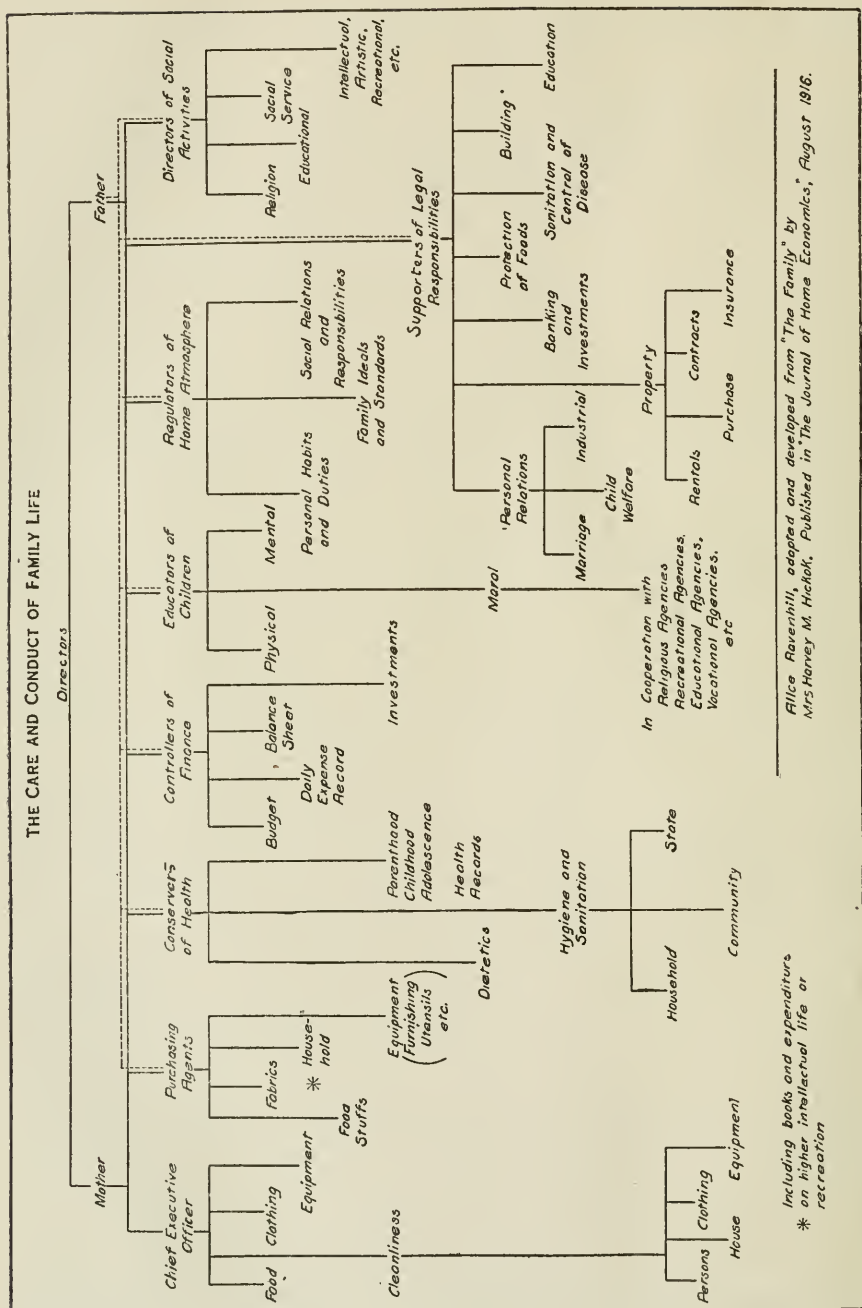 THE CARE AND CONDUCT OF FAMILY LIFE
Directors
Mother
Father
Chief Executive
Officer
Food
Clothing
Equipment
Cleanliness
Persons
Clothing
House
Equipment
Purchasing
Agents
Fabrics
* House-
hold
Food
Stuffs
Equipment
(Furnishing
Utensils)
etc.
Conservers
of Health
Parenthood
Childhood
Adolescence
Health
Records
Dietetics
Hygiene and
Sanitation
Household
State
Community
Controllers of
Finance
Budget
Balance
Sheet
Daily
Expense
Record
Investments
Educators of
Children
Physical
Mental
Moral
In Cooperation with
Religious Agencies
Recreational Agencies,
Educational Agencies,
Vocational Agencies,
etc
Regulators of
Home Atmosphere
Personal Habits
and Duties
Social Relations
and
Responsibilities
Family Ideals
and Standards
Directors of Social
Activities
Religion
Social
Service
Educational
Intellectual,
Artistic,
Recreational,
etc.
Supporters of Legal
Responsibilities
Personal
Relations
Marriage
Industrial
Child
Welfare
Property
Rentals
Contracts
Purchase
Insurance
Banking
and
Investments
Protection
of Foods
Sanitation and
Control of
Disease
Building
Education
Including books and expenditure
* on higher intellectual life or
recreation
Alice Ravenhill, adapted and developed from "The Family" by
Mrs Harvey M. Hickok, Published in "The Journal of Home Economics," August 1916.